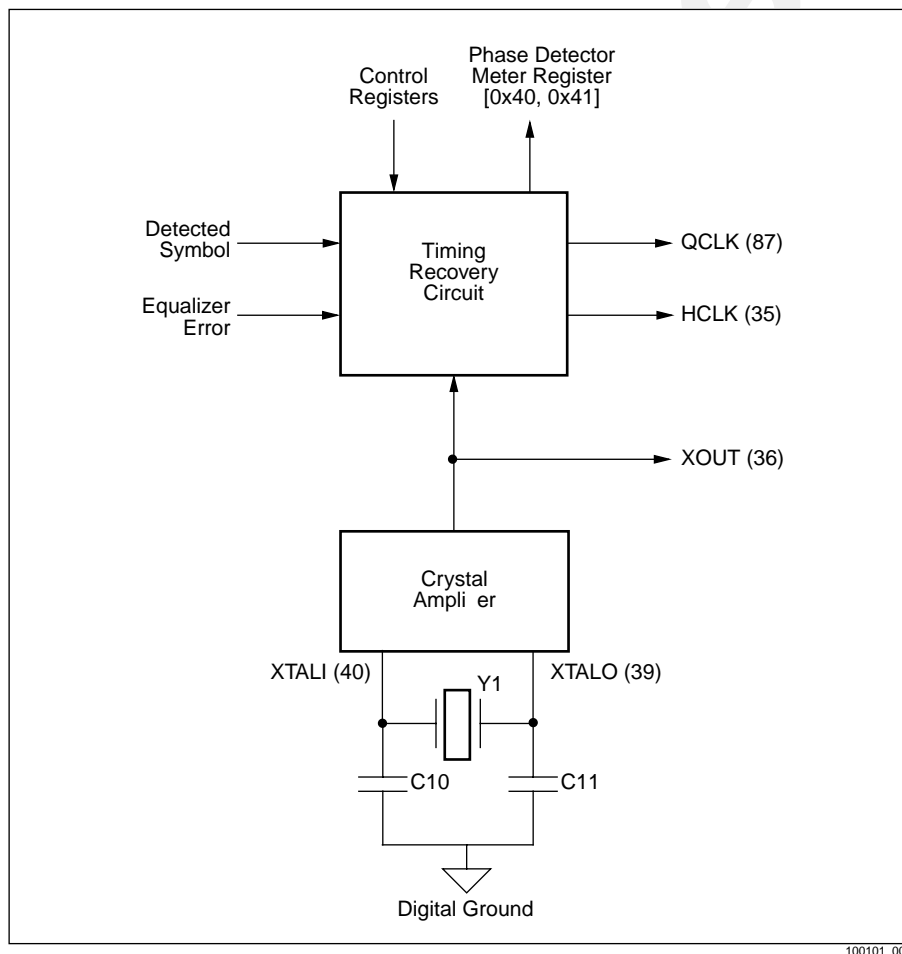 Phase Detector
Meter Register
[0x40, 0x41]
Control
Registers
Detected
Symbol
Timing
Recovery
Circuit
QCLK (87)
Equalizer
Error
HCLK (35)
XOUT (36)
Crystal
Ampli er
XTALI (40)
XTALO (39)
Y1
C10
C11
Digital Ground